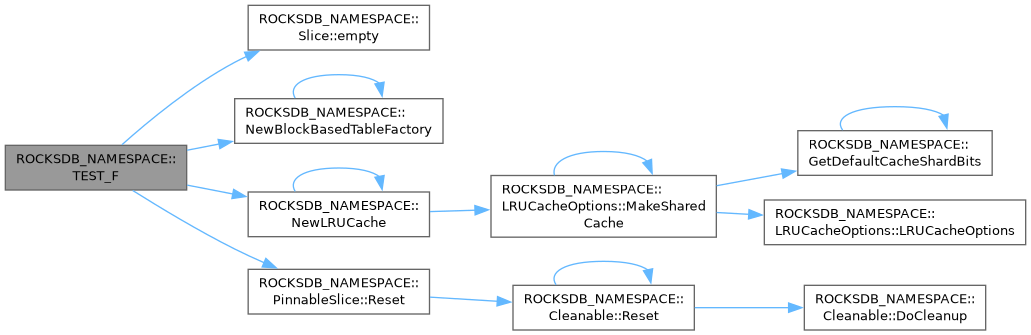 ROCKSDB_NAMESPACE::
TEST_F
ROCKSDB_NAMESPACE::
Slice::empty
ROCKSDB_NAMESPACE::
NewBlockBasedTableFactory
ROCKSDB_NAMESPACE::
NewLRUCache
ROCKSDB_NAMESPACE::
LRUCacheOptions::MakeShared
Cache
ROCKSDB_NAMESPACE::
GetDefaultCacheShardBits
ROCKSDB_NAMESPACE::
LRUCacheOptions::LRUCacheOptions
ROCKSDB_NAMESPACE::
PinnableSlice::Reset
ROCKSDB_NAMESPACE::
Cleanable::Reset
ROCKSDB_NAMESPACE::
Cleanable::DoCleanup